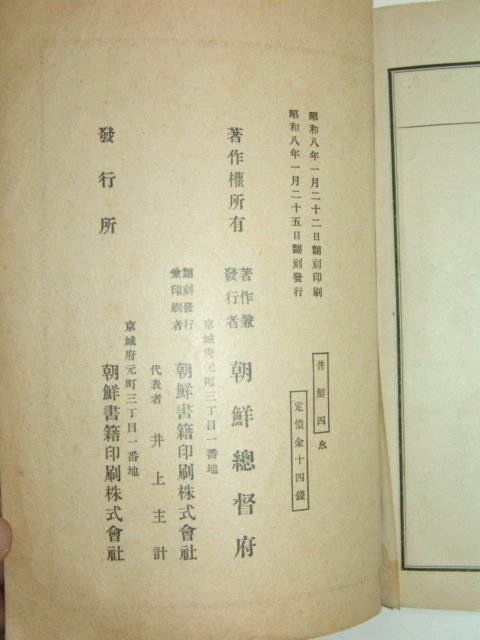 昭和八年一月二十二日飜刻印刷
昭和八年一月二十五日飜刻發行
普鮮四
定價金十四錢
著作權所有
著作兼
發行者
朝鮮總督府
京城府元町三丁目一番地
飜刻發行
兼印刷者
朝鮮書籍印刷株式會社
代表者 井上主計
發行所
京城府元町三丁目一番地
朝鮮書籍印刷株式會社